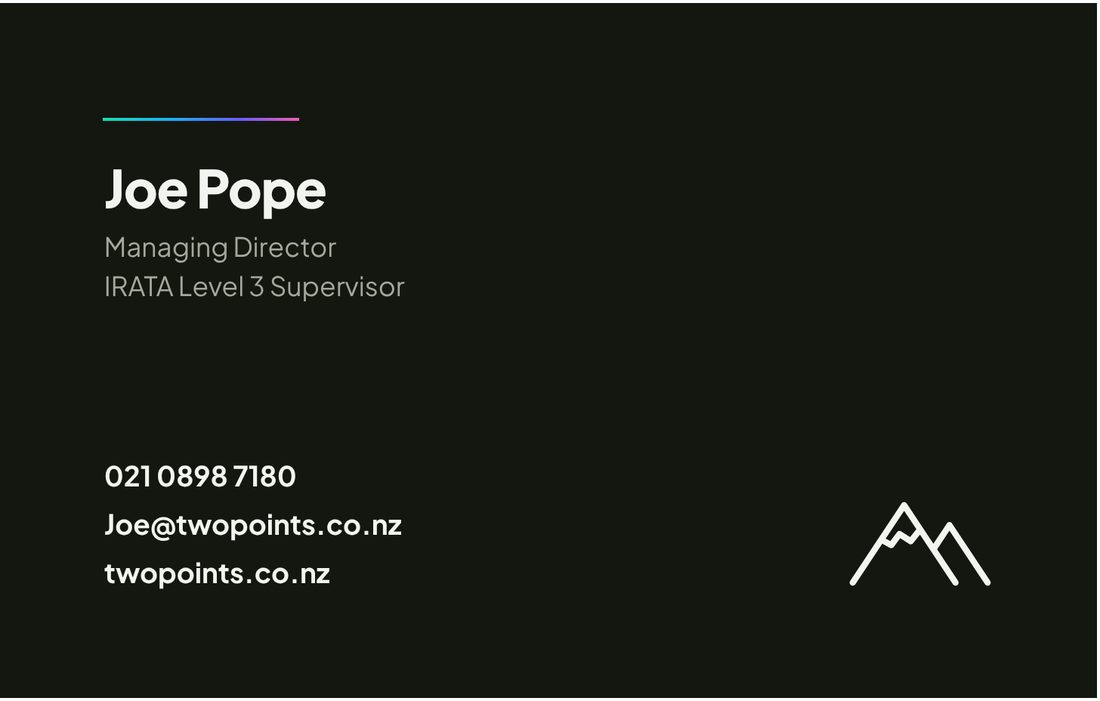 Joe Pope
Managing Director
IRATA Level 3 Supervisor
021 0898 7180
Joe@twopoints.co.nz
twopoints.co.nz